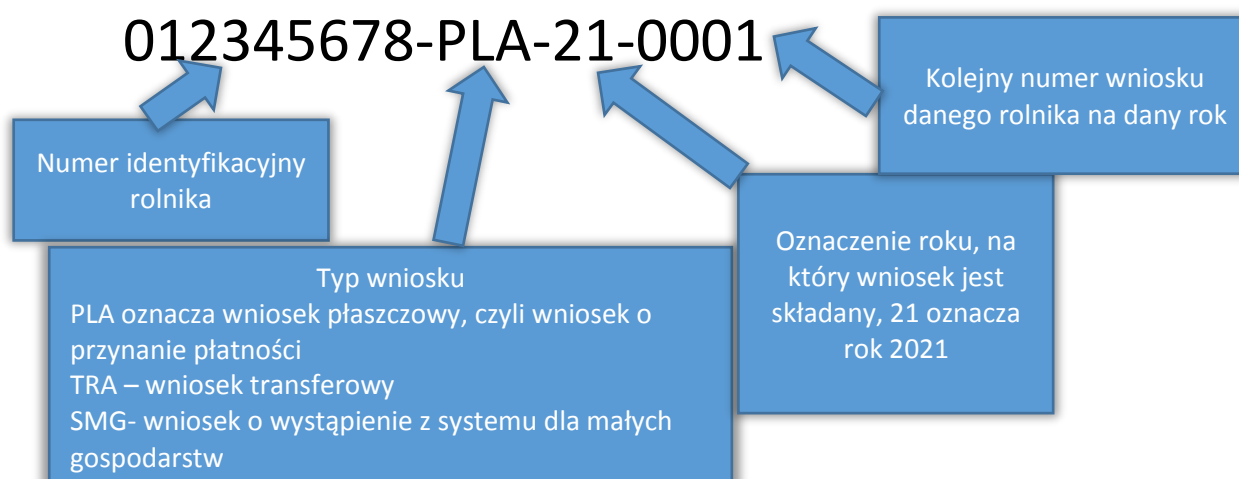 012345678-PLA-21-0001
Kolejny numer wniosku
danego rolnika na dany rok
Numer identyfikacyjny
rolnika
Typ wniosku
PLA oznacza wniosek płaszczowy, czyli wniosek o
przynanie płatności
TRA – wniosek transferowy
SMG- wniosek o wystąpienie z systemu dla małych
gospodarstw
Oznaczenie roku, na
który wniosek jest
składany, 21 oznacza
rok 2021